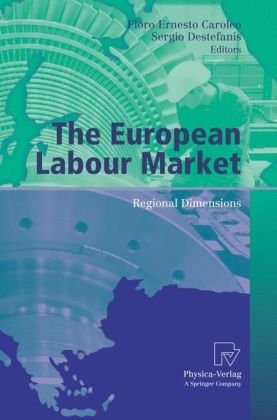 Floro Ernesto Caroleo
Sergio Destefanis
Editors
The European
Labour Market
Regional Dimensions
Physica-Verlag
A Springer Company